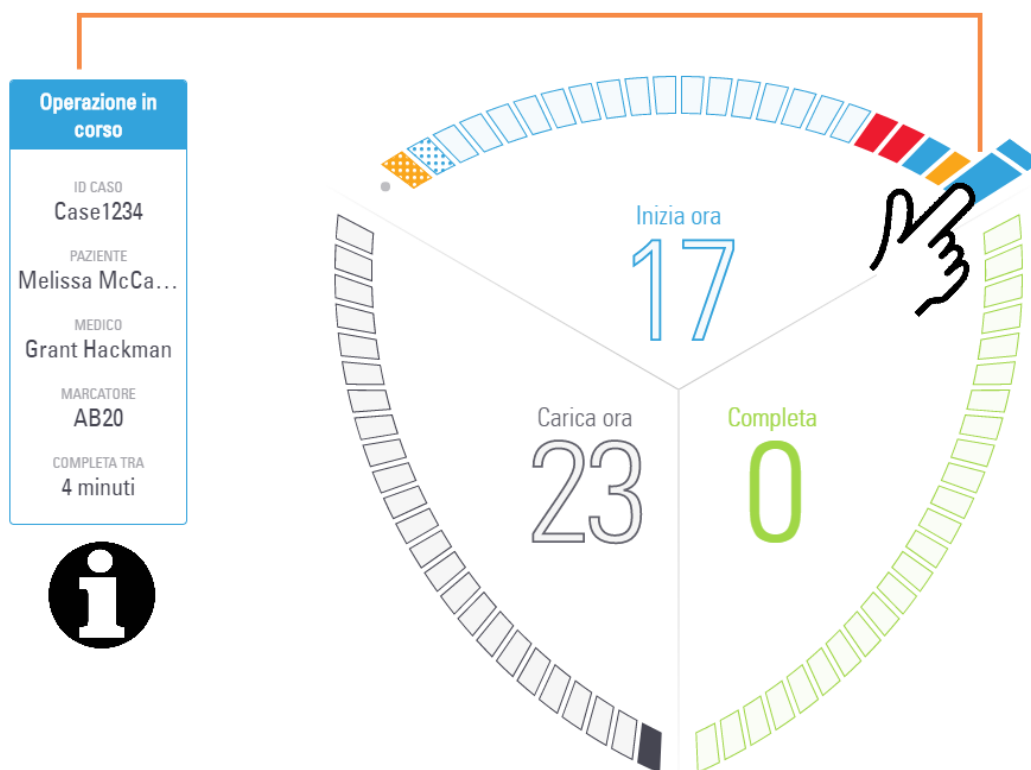 Operazione in
corso
ID CASO
Case1234
PAZIENTE
Melissa McCa...
MEDICO
Grant Hackman
MARCATORE
AB20
COMPLETA TRA
4 minuti
i
Inizia ora
17
Carica ora
23
Completa
0